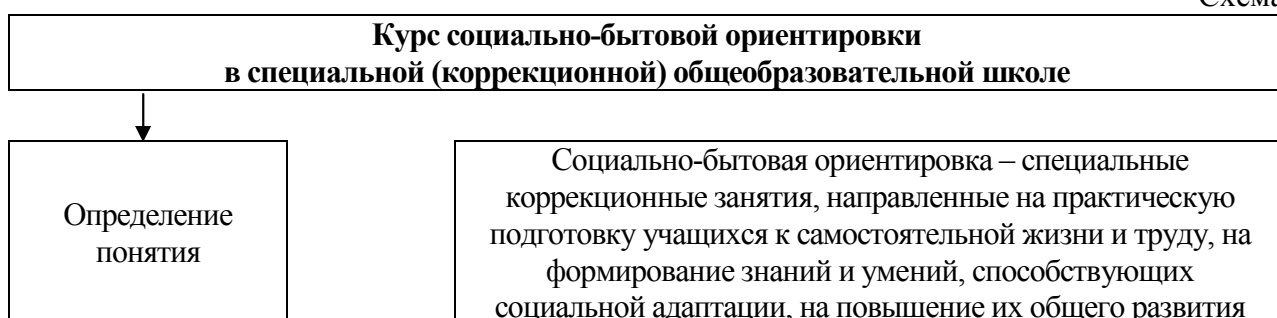 Схема
Курс социально-бытовой ориентировки
в специальной (коррекционной) общеобразовательной школе
Определение
понятия
Социально-бытовая ориентировка – специальные
коррекционные занятия, направленные на практическую
подготовку учащихся к самостоятельной жизни и труду, на
формирование знаний и умений, способствующих
социальной адаптации, на повышение их общего развития